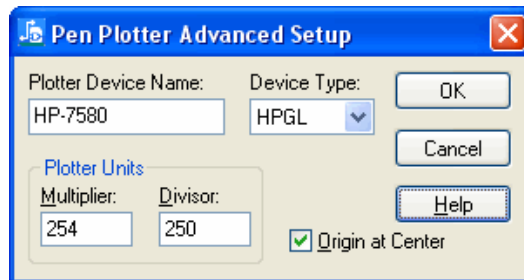 Pen Plotter Advanced Setup
Plotter Device Name:
Device Type:
HP-7580
HPGL
OK
Cancel
Plotter Units
Multiplier:
Divisor:
254
250
Help
Origin at Center